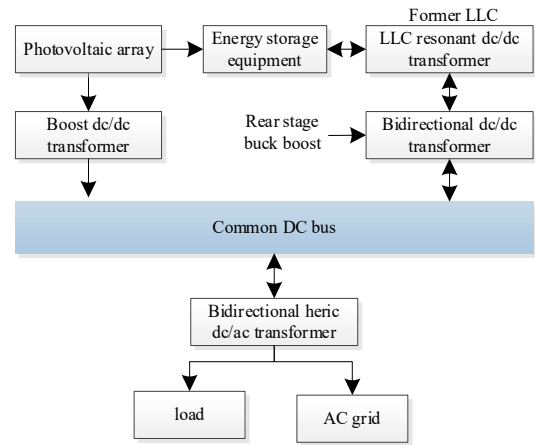 Former LLC
Photovoltaic array
Energy storage
equipment
LLC resonant dc/dc
transformer
Boost dc/dc
transformer
Rear stage
buck boost
Bidirectional dc/dc
transformer
Common DC bus
Bidirectional heric
dc/ac transformer
load
AC grid